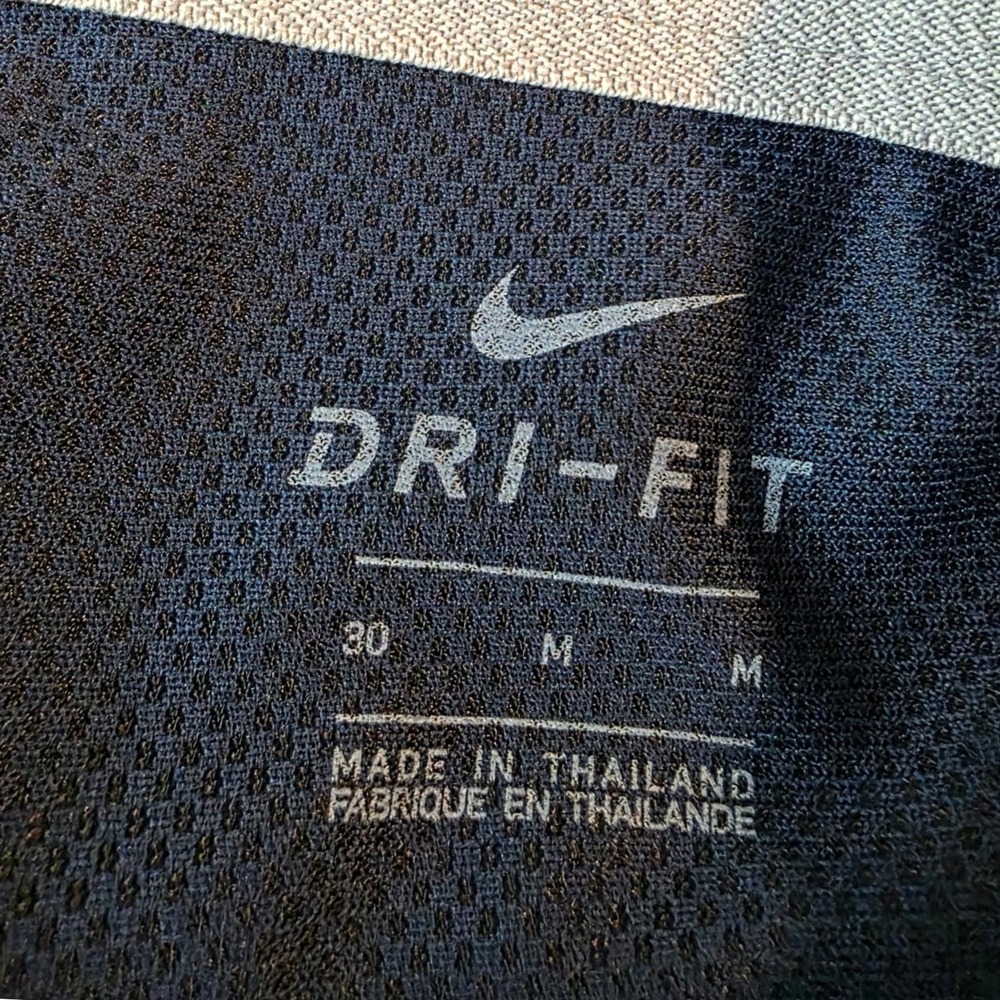 DRI-FIT
30 M M
MADE IN THAILAND
FABRIQUE EN THAILANDE